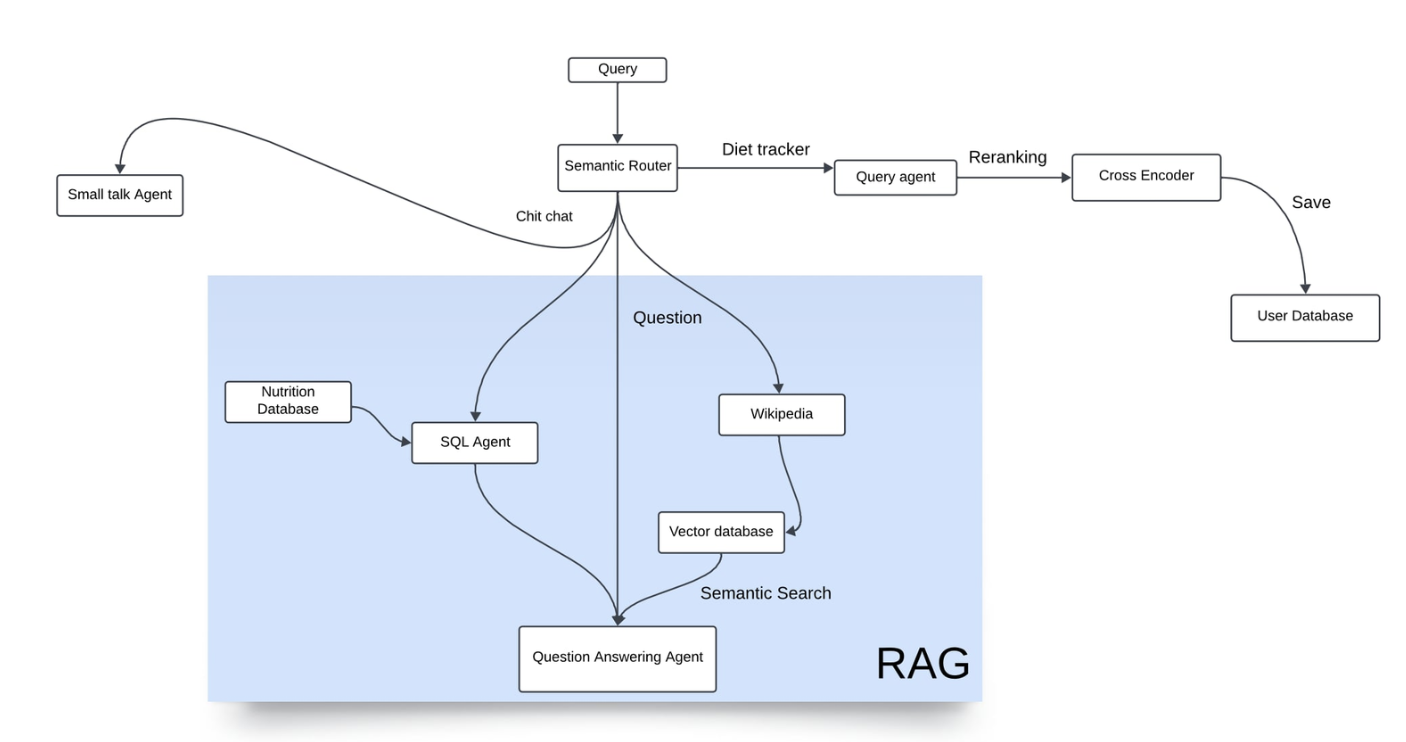 Query
Semantic Router
Diet tracker
Query agent
Reranking
Cross Encoder
Save
User Database
Small talk Agent
Chit chat
Question
Nutrition
Database
SQL Agent
Wikipedia
Vector database
Semantic Search
Question Answering Agent
RAG